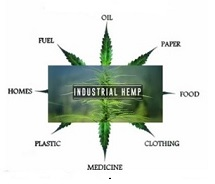 OIL
FUEL
PAPER
HOMES
INDUSTRIAL HEMP
FOOD
PLASTIC
CLOTHING
MEDICINE